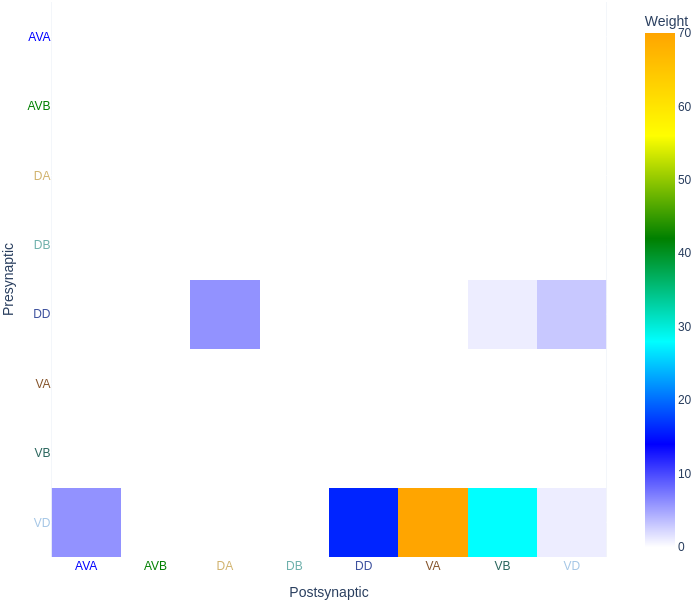 Weight
70
60
50
40
30
20
10
0
Presynaptic
AVA
AVB
DA
DB
DD
VA
VB
VD
AVA AVB DA DB DD VA VB VD
Postsynaptic